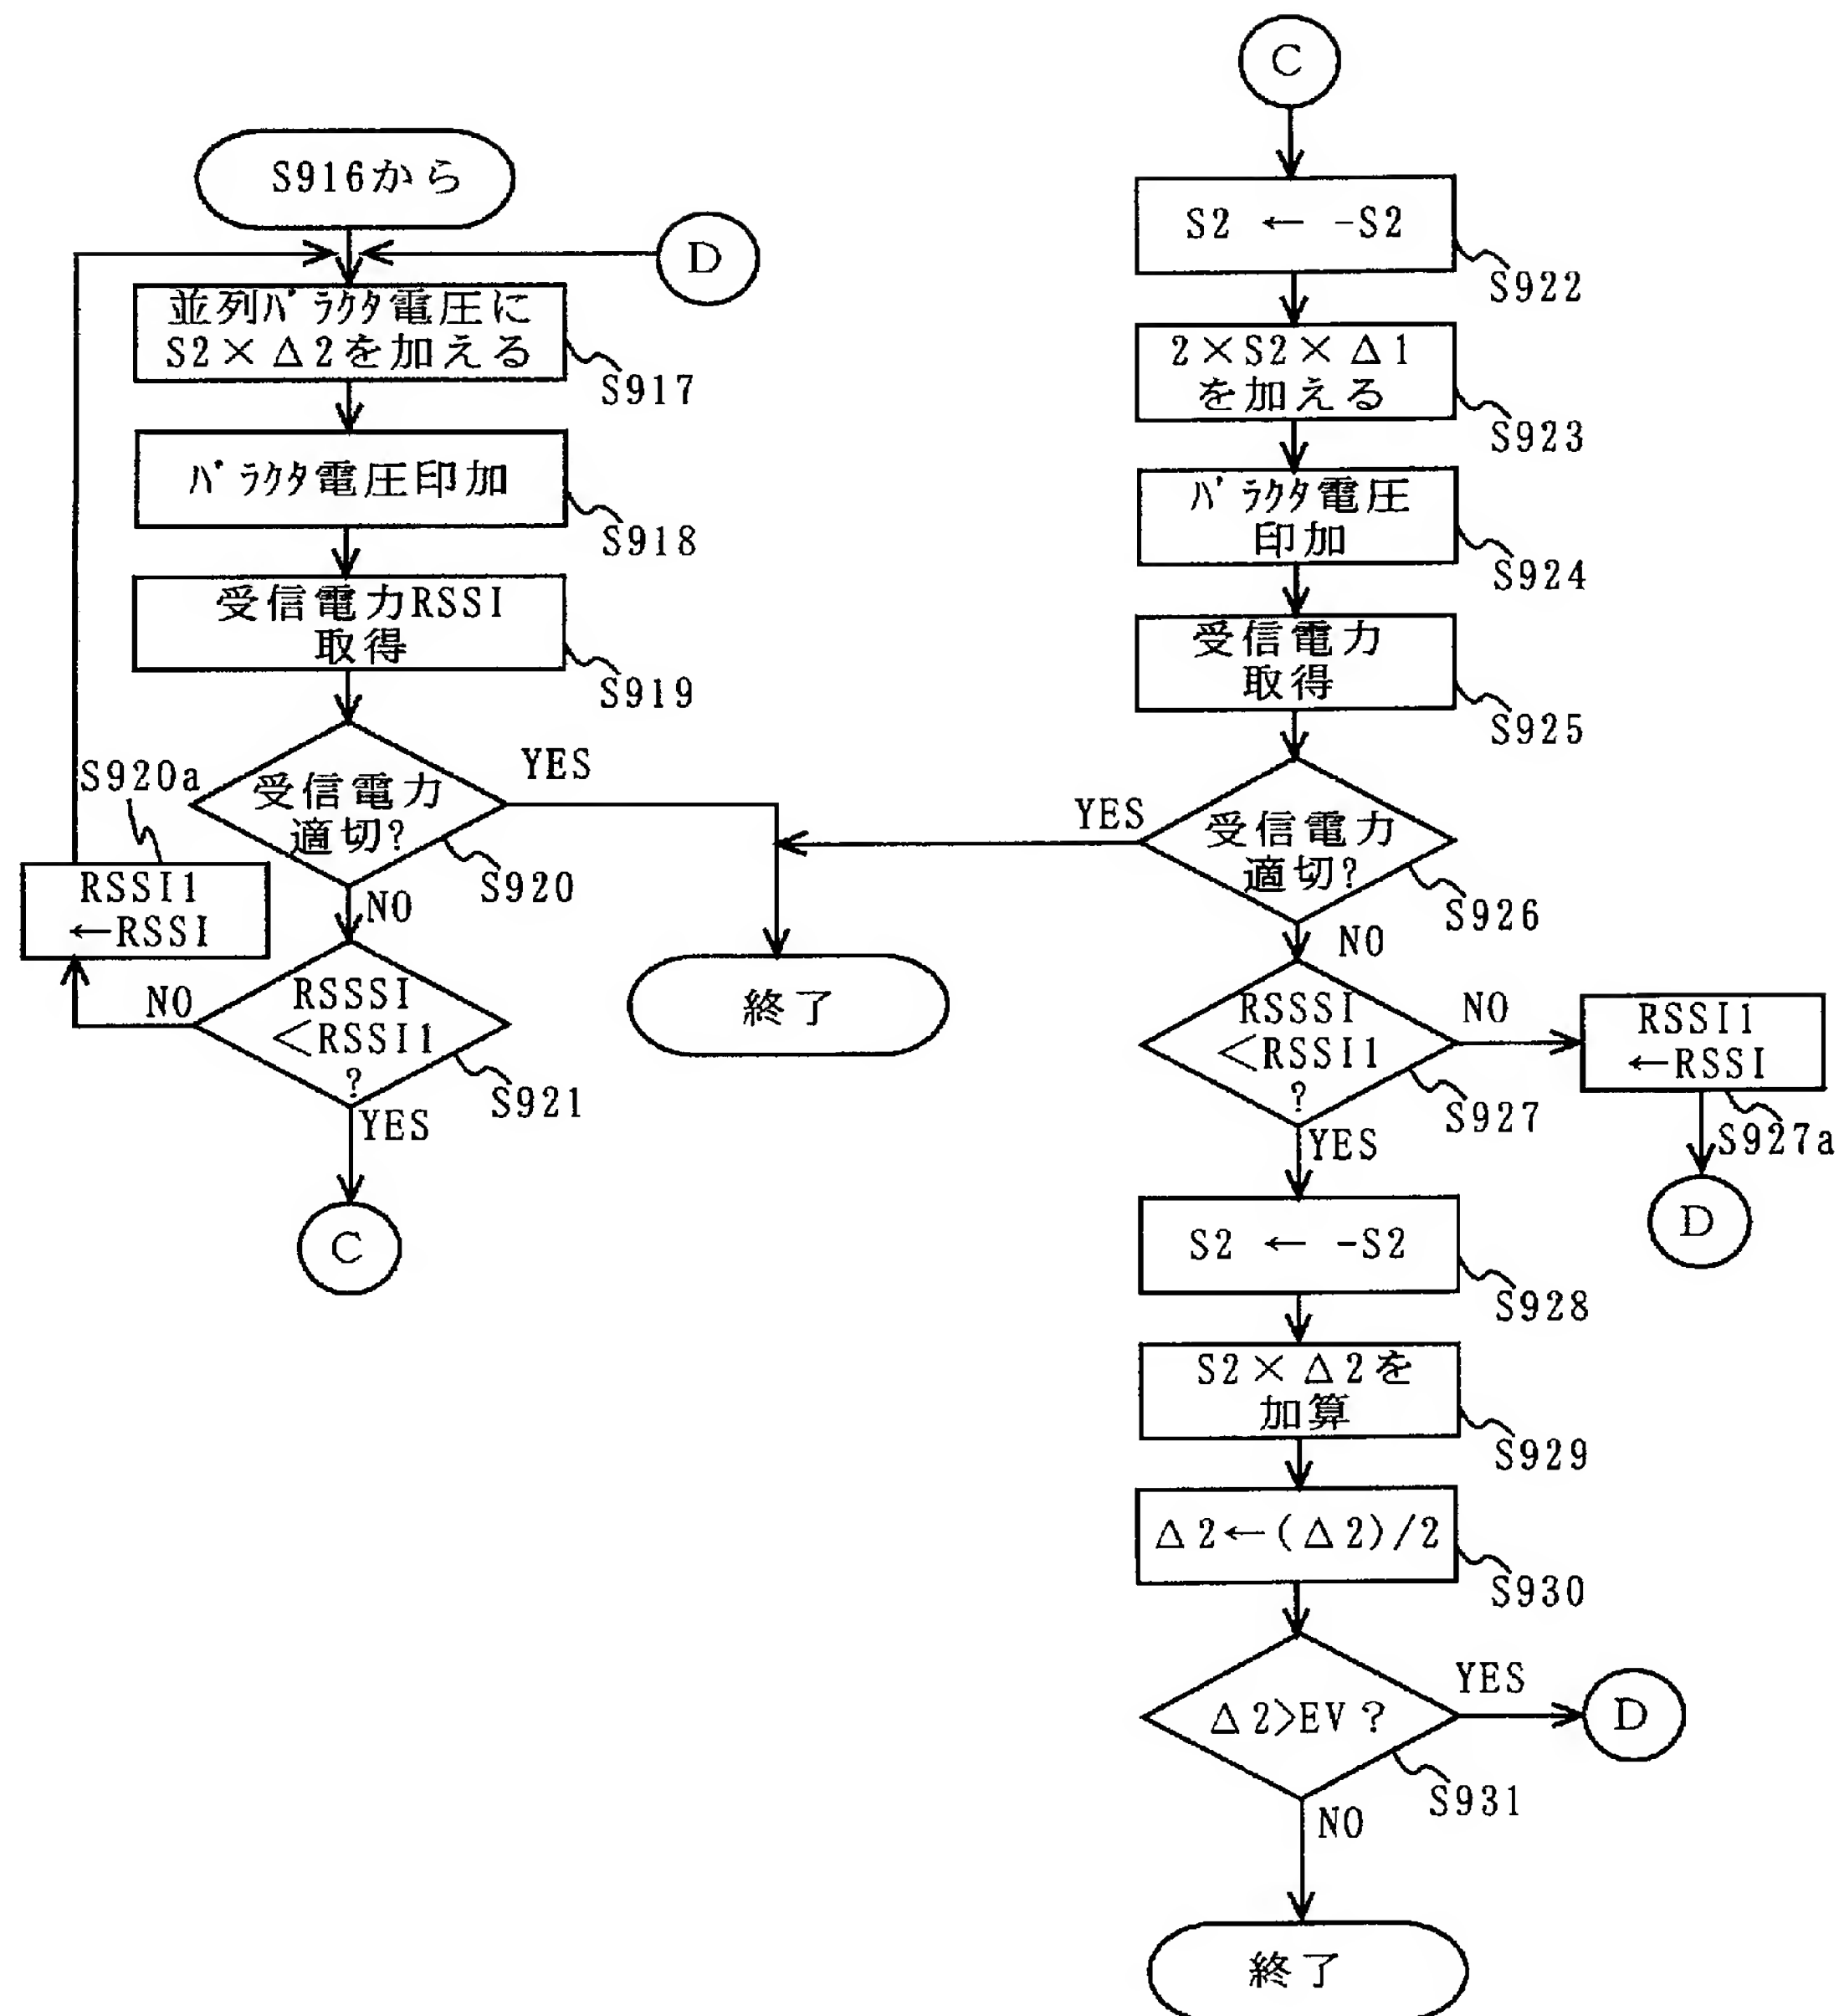 S916から
D
並列ﾊﾞﾗｸﾀ電圧に
S2×Δ2を加える
S917
ﾊﾞﾗｸﾀ電圧印加
S918
受信電力RSSI
取得
S919
受信電力
適切?
S920
YES
NO
S920a
RSSI1
←RSSI
NO
RSSSI
<RSSI1
?
S921
YES
C
終了
C
S2 ← -S2
S922
2×S2×Δ1
を加える
S923
ﾊﾞﾗｸﾀ電圧
印加
S924
受信電力
取得
S925
YES
受信電力
適切?
S926
NO
RSSSI
<RSSI1
?
S927
NO
RSSI1
←RSSI
S927a
D
YES
S2 ← -S2
S928
S2×Δ2を
加算
S929
Δ2←(Δ2)/2
S930
Δ2>EV?
S931
YES
D
NO
終了